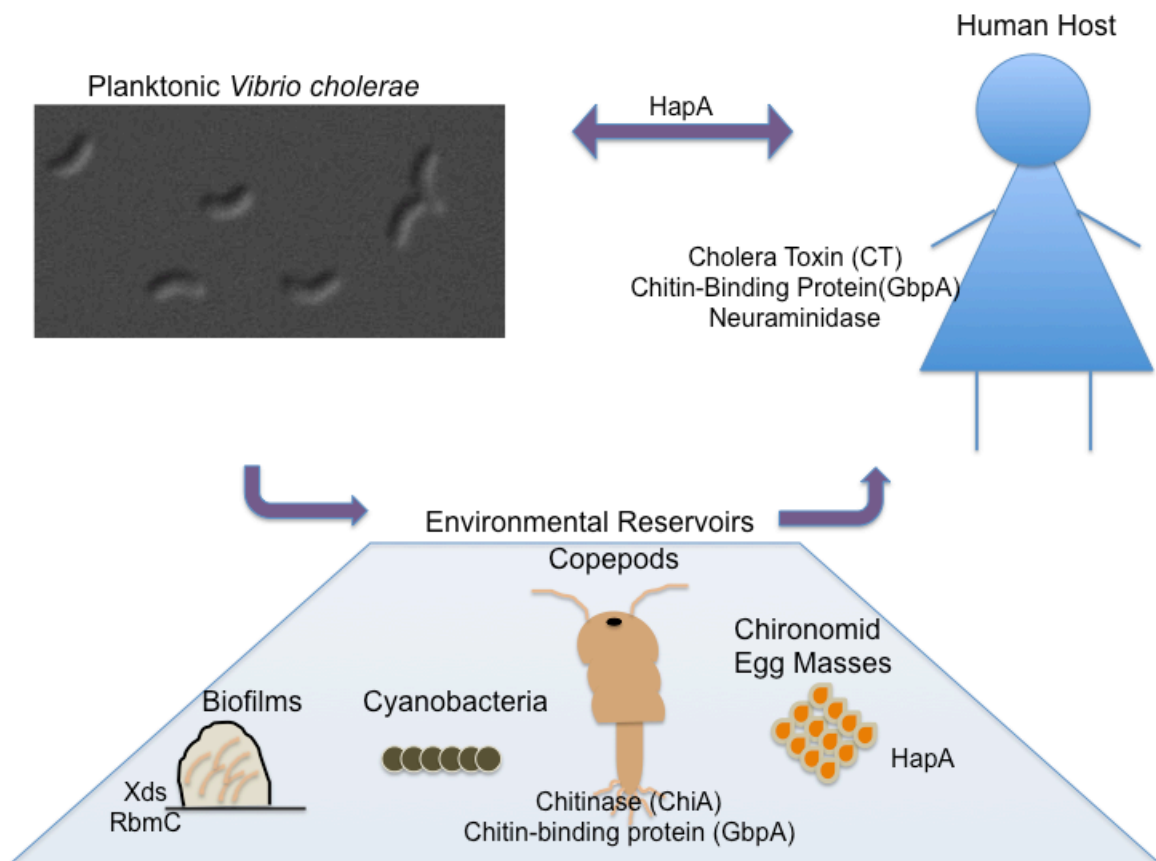 Human Host
Planktonic Vibrio cholerae
HapA
Cholera Toxin (CT)
Chitin-Binding Protein(GbpA)
Neuraminidase
Environmental Reservoirs
Copepods
Chironomid
Egg Masses
Biofilms
Cyanobacteria
HapA
Xds
RbmC
Chitinase (ChiA)
Chitin-binding protein (GbpA)